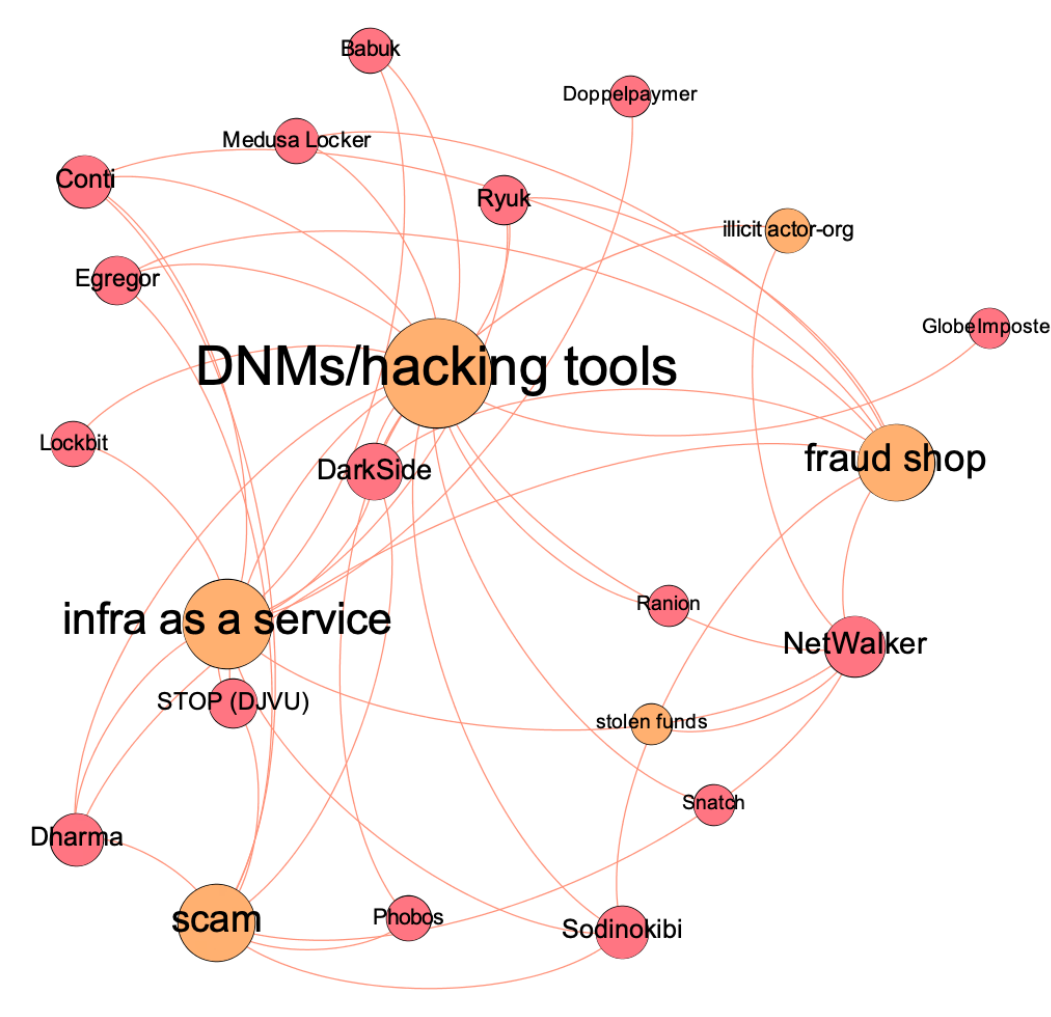 Babuk
Doppelpaymer
Medusa Locker
Conti
Ryuk
illicit actor-org
Egregor
GlobeImposte
DNMs/hacking tools
Lockbit
fraud shop
DarkSide
Ranion
infra as a service
NetWalker
STOP (DJVU)
stolen funds
Snatch
Dharma
scam
Phobos
Sodinokibi